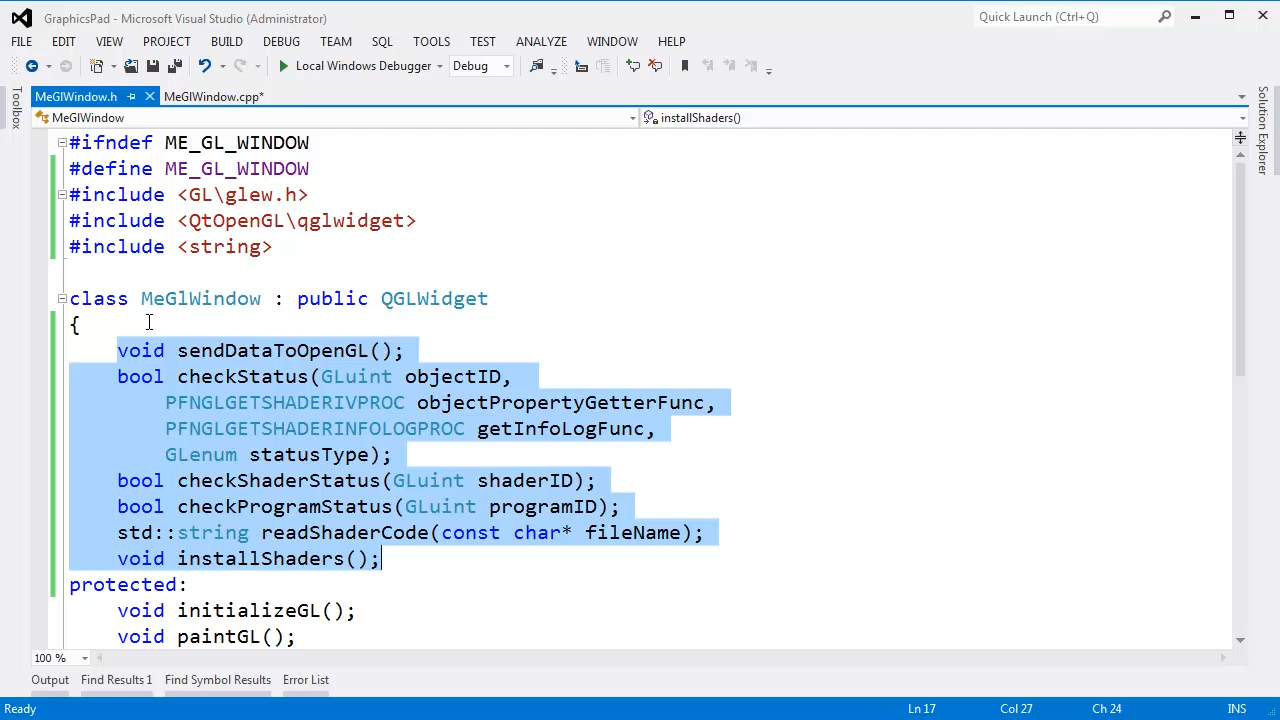 GraphicsPad - Microsoft Visual Studio (Administrator)
Quick Launch (Ctrl+Q)
FILE EDIT VIEW PROJECT BUILD DEBUG TEAM SQL TOOLS TEST ANALYZE WINDOW HELP
Local Windows Debugger Debug
MeGlWindow.h MeGlWindow.cpp*
MeGlWindow installShaders()
Toolbox
Solution Explorer
#ifndef ME_GL_WINDOW
#define ME_GL_WINDOW
#include <GL\glew.h>
#include <QtOpenGL\qglwidget>
#include <string>
class MeGlWindow : public QGLWidget
{
void sendDataToOpenGL();
bool checkStatus(GLuint objectID,
PFNGLGETSHADERIVPROC objectPropertyGetterFunc,
PFNGLGETSHADERINFOLOGPROC getInfoLogFunc,
GLenum statusType);
bool checkShaderStatus(GLuint shaderID);
bool checkProgramStatus(GLuint programID);
std::string readShaderCode(const char* fileName);
void installShaders();
protected:
void initializeGL();
void paintGL();
100 %
Output Find Results 1 Find Symbol Results Error List
Ready Ln 17 Col 27 Ch 24 INS